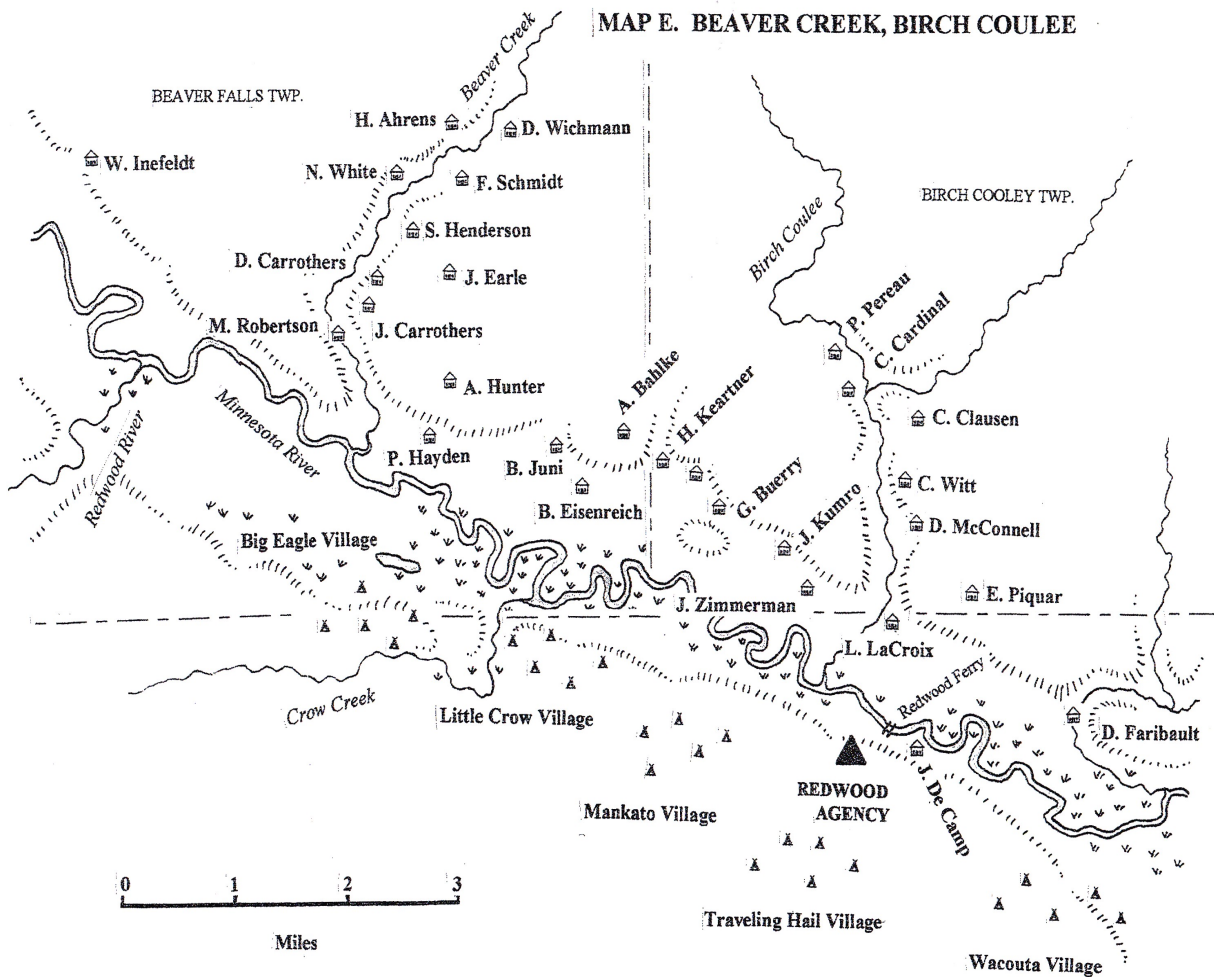 MAP E. BEAVER CREEK, BIRCH COULEE
Beaver Creek
BEAVER FALLS TWP.
H. Ahrens
D. Wichmann
W. Inefeldt
N. White
F. Schmidt
BIRCH COOLEY TWP.
Birch Coulee
S. Henderson
D. Carrothers
J. Earle
P. Pereau
C. Cardinal
M. Robertson
J. Carrothers
A. Hunter
A. Bahlke
H. Keartner
C. Clausen
Minnesota River
Redwood River
P. Hayden
B. Juni
G. Buerry
C. Witt
B. Eisenreich
J. Kumro
D. McConnell
Big Eagle Village
E. Piquar
J. Zimmerman
L. LaCroix
Redwood Ferry
Crow Creek
Little Crow Village
D. Faribault
J. De Camp
REDWOOD
AGENCY
Mankato Village
0 1 2 3
Miles
Traveling Hail Village
Wacouta Village